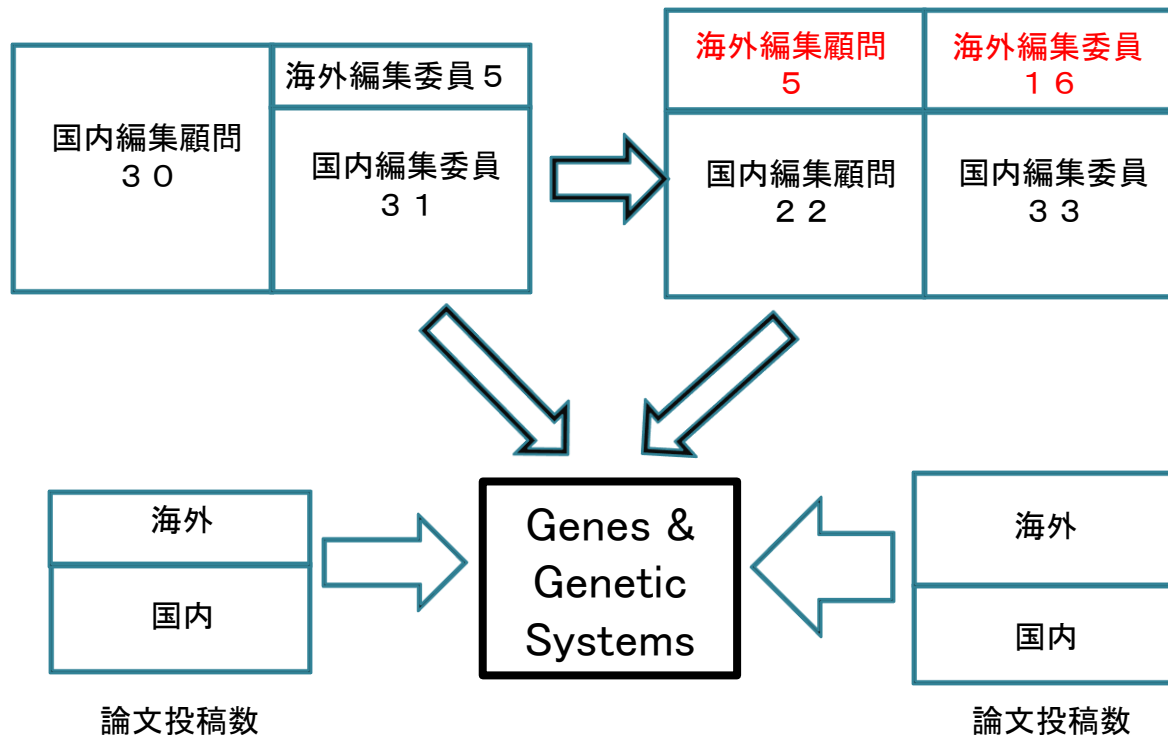 海外編集委員５
国内編集顧問
３０
国内編集委員
３１
海外編集顧問
５
海外編集委員
１６
国内編集顧問
２２
国内編集委員
３３
海外
国内
論文投稿数
Genes &
Genetic
Systems
海外
国内
論文投稿数